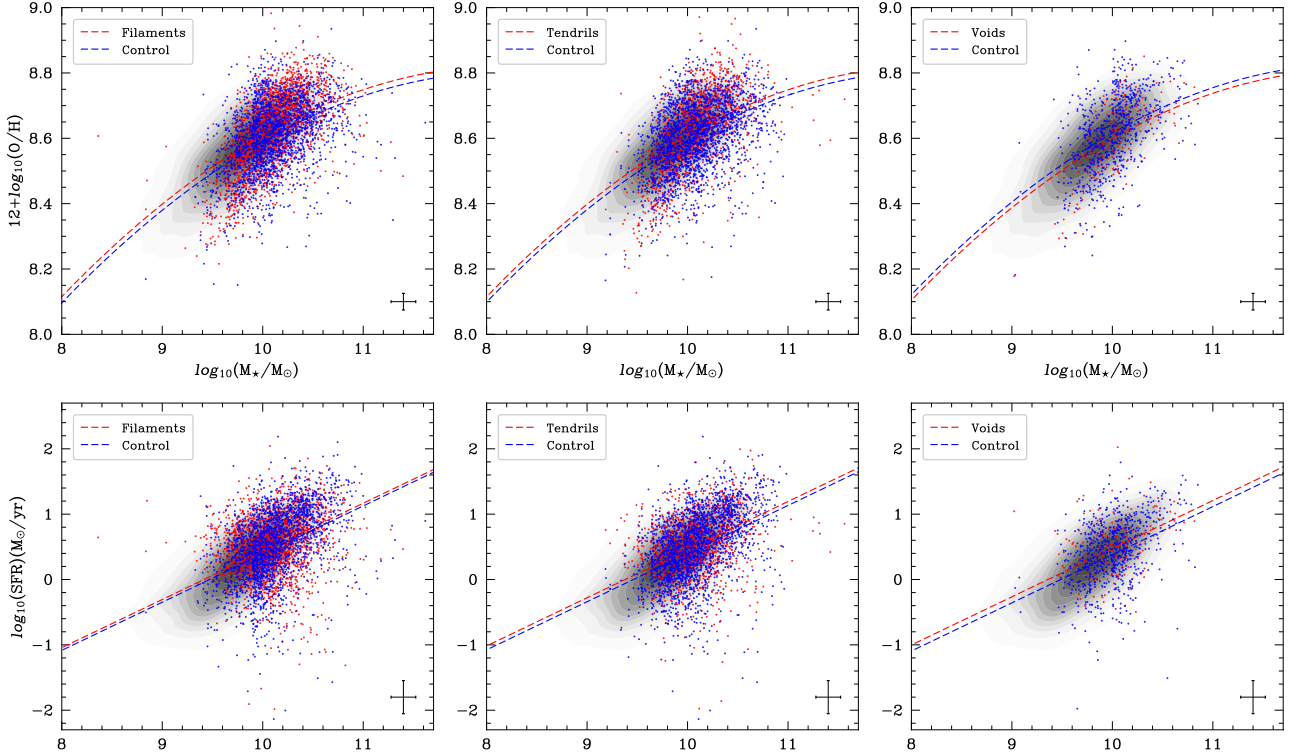 9.0
8.8
8.6
8.4
8.2
8.0
12+log₁₀(O/H)
Filaments
Control
8 9 10 11
log₁₀(M⋆/M⊙)
Tendrils
Control
9.0
8.8
8.6
8.4
8.2
8.0
8 9 10 11
log₁₀(M⋆/M⊙)
Voids
Control
9.0
8.8
8.6
8.4
8.2
8.0
8 9 10 11
log₁₀(M⋆/M⊙)
2
1
0
−1
−2
log₁₀(SFR)(M⊙/yr)
Filaments
Control
8 9 10 11
Tendrils
Control
2
1
0
−1
−2
8 9 10 11
Voids
Control
2
1
0
−1
−2
8 9 10 11